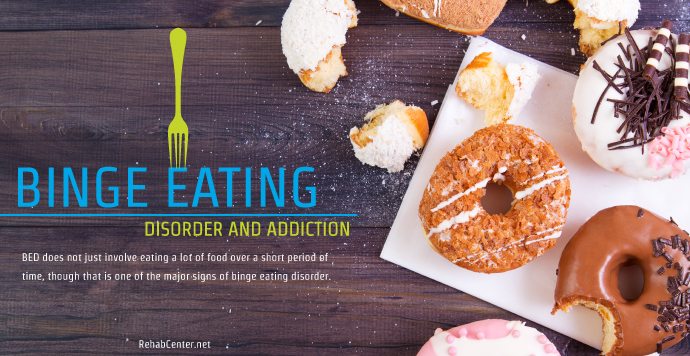 BINGE EATING
DISORDER AND ADDICTION
BED does not just involve eating a lot of food over a short period of
time, though that is one of the major signs of binge eating disorder.
RehabCenter.net